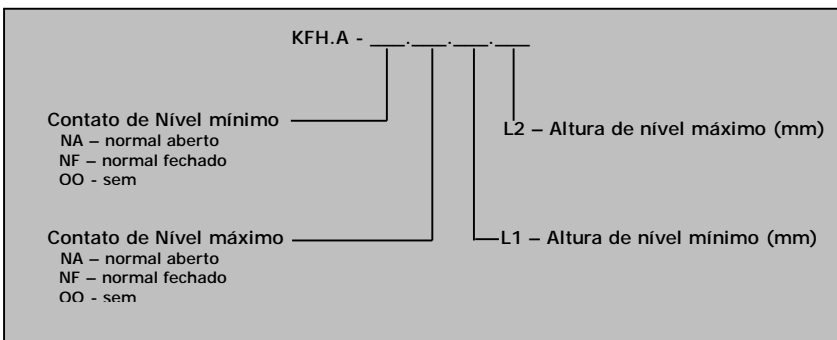 KFH.A - ___.___.___.___
Contato de Nível mínimo
NA – normal aberto
NF – normal fechado
OO - sem
L2 – Altura de nível máximo (mm)
Contato de Nível máximo
NA – normal aberto
NF – normal fechado
OO - sem
L1 – Altura de nível mínimo (mm)